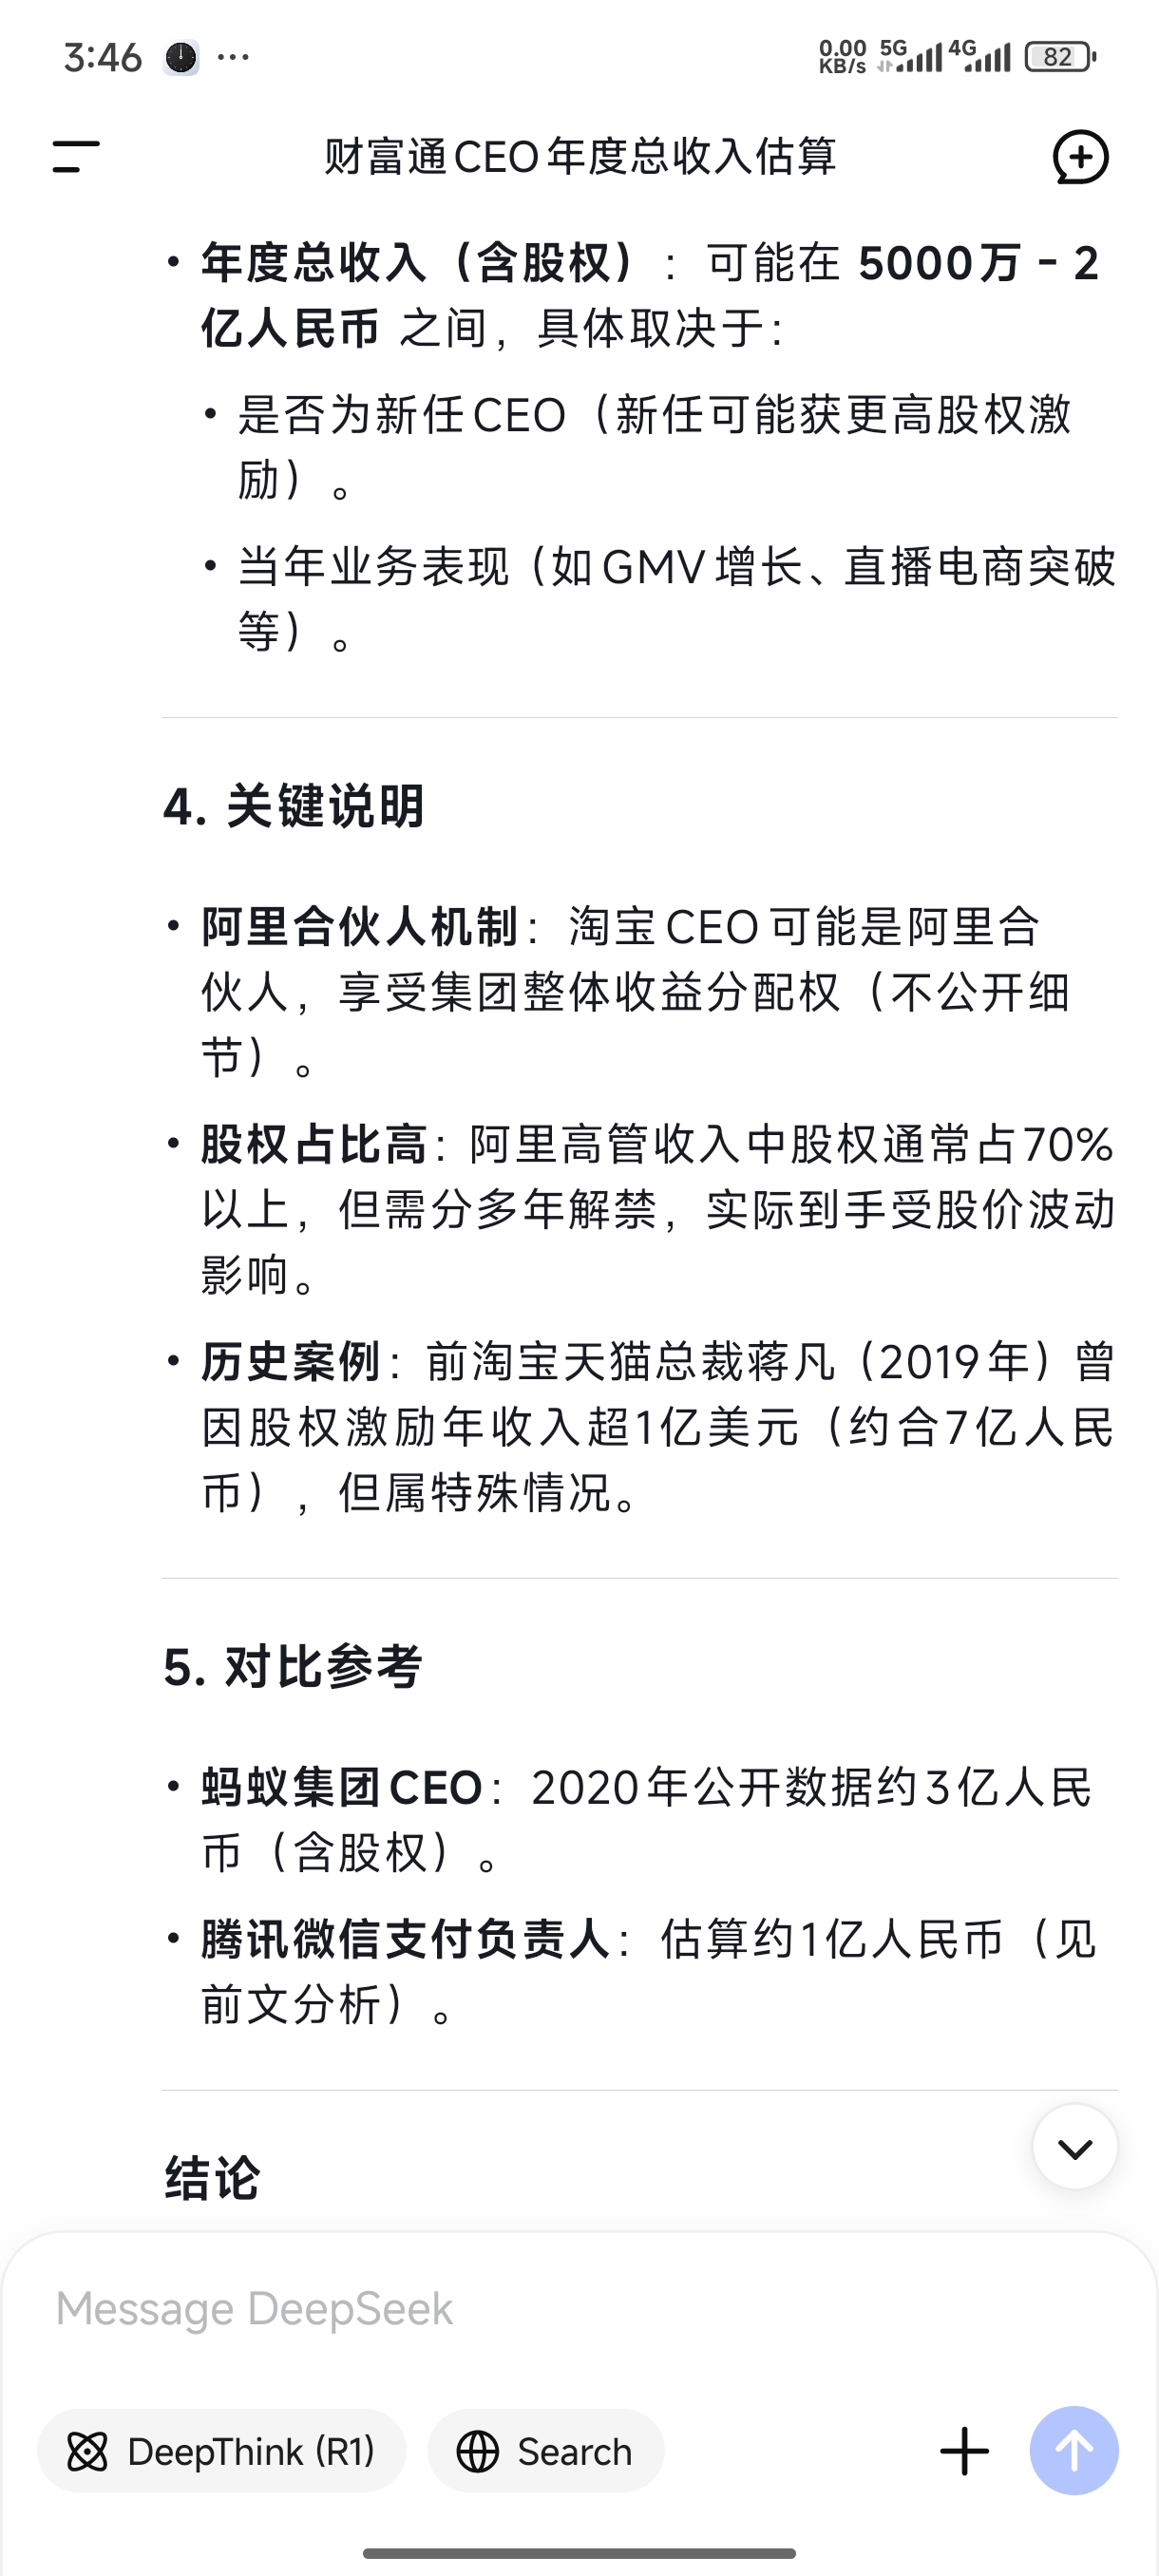 3:46 ... 0.00 KB/s 5G 4G 82
财富通CEO年度总收入估算
• 年度总收入（含股权）：可能在 5000万 - 2
亿人民币 之间，具体取决于：
• 是否为新任CEO（新任可能获更高股权激
励）。
• 当年业务表现（如GMV增长、直播电商突破
等）。
4. 关键说明
• 阿里合伙人机制：淘宝CEO可能是阿里合
伙人，享受集团整体收益分配权（不公开细
节）。
• 股权占比高：阿里高管收入中股权通常占70%
以上，但需分多年解禁，实际到手受股价波动
影响。
• 历史案例：前淘宝天猫总裁蒋凡（2019年）曾
因股权激励年收入超1亿美元（约合7亿人民
币），但属特殊情况。
5. 对比参考
• 蚂蚁集团CEO：2020年公开数据约3亿人民
币（含股权）。
• 腾讯微信支付负责人：估算约1亿人民币（见
前文分析）。
结论
Message DeepSeek
DeepThink (R1) Search